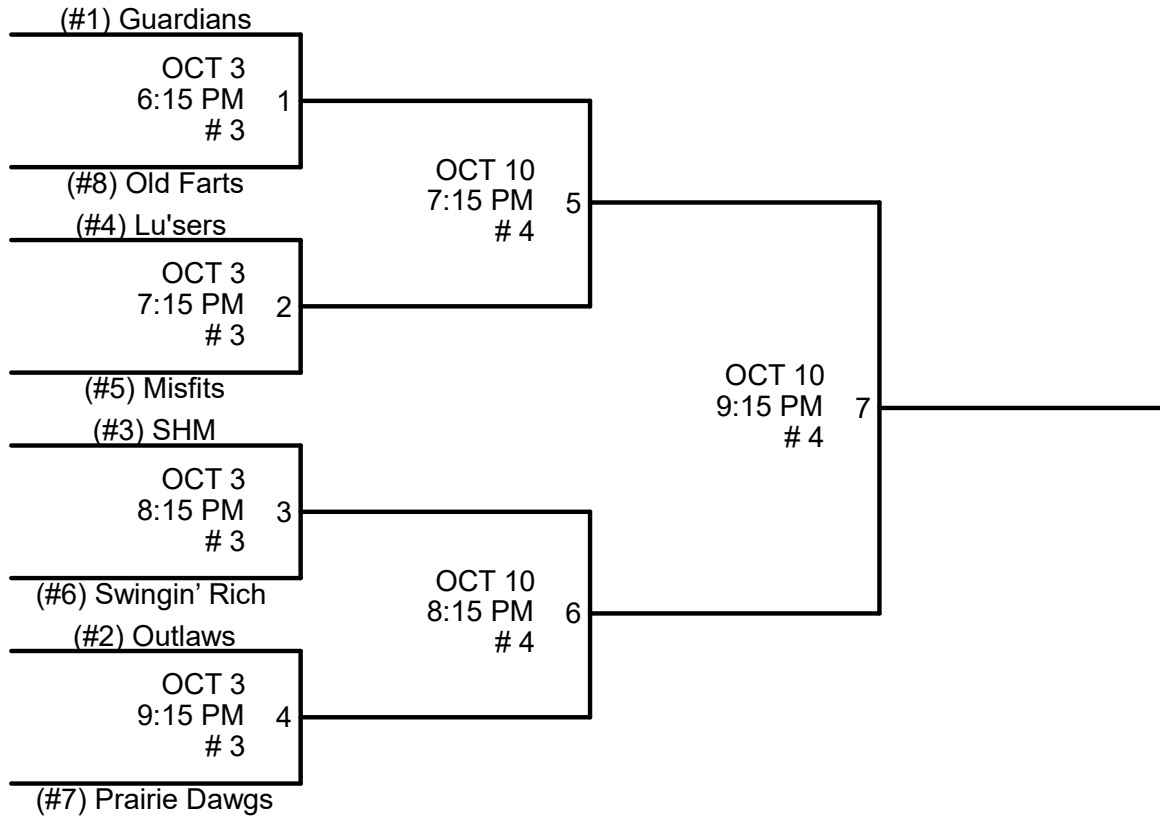 (#1) Guardians
OCT 3
6:15 PM
# 3
1
(#8) Old Farts
(#4) Lu'sers
OCT 3
7:15 PM
# 3
2
(#5) Misfits
(#3) SHM
OCT 3
8:15 PM
# 3
3
(#6) Swingin’ Rich
(#2) Outlaws
OCT 3
9:15 PM
# 3
4
(#7) Prairie Dawgs
OCT 10
7:15 PM
# 4
5
OCT 10
8:15 PM
# 4
6
OCT 10
9:15 PM
# 4
7